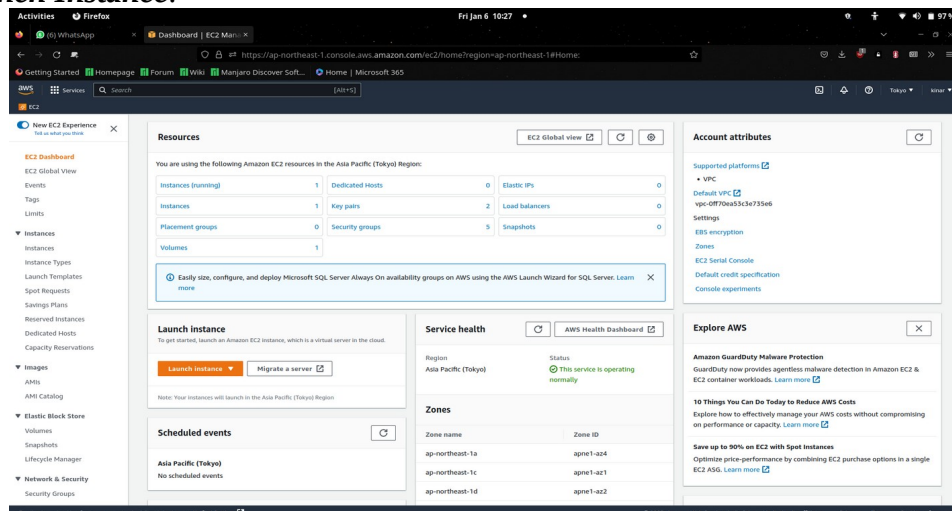 Activities Firefox Fri Jan 6 10:27 97%
(6) WhatsApp × Dashboard | EC2 Mana ×
https://ap-northeast-1.console.aws.amazon.com/ec2/home?region=ap-northeast-1#Home:
Getting Started Homepage Forum Wiki Manjaro Discover Soft... Home | Microsoft 365
aws Services Search [Alt+S] Tokyo ▼ kinar ▼
EC2
New EC2 Experience
Tell us what you think
EC2 Dashboard
EC2 Global View
Events
Tags
Limits
▼ Instances
Instances
Instance Types
Launch Templates
Spot Requests
Savings Plans
Reserved Instances
Dedicated Hosts
Capacity Reservations
▼ Images
AMIs
AMI Catalog
▼ Elastic Block Store
Volumes
Snapshots
Lifecycle Manager
▼ Network & Security
Security Groups
Resources EC2 Global view
You are using the following Amazon EC2 resources in the Asia Pacific (Tokyo) Region:
Instances (running) 1 Dedicated Hosts 0 Elastic IPs 0
Instances 1 Key pairs 2 Load balancers 0
Placement groups 0 Security groups 5 Snapshots 0
Volumes 1
Easily size, configure, and deploy Microsoft SQL Server Always On availability groups on AWS using the AWS Launch Wizard for SQL Server. Learn
more
Launch instance
To get started, launch an Amazon EC2 instance, which is a virtual server in the cloud.
Launch instance ▼ Migrate a server
Note: Your instances will launch in the Asia Pacific (Tokyo) Region
Scheduled events
Asia Pacific (Tokyo)
No scheduled events
Service health AWS Health Dashboard
Region Status
Asia Pacific (Tokyo) This service is operating
normally
Zones
Zone name Zone ID
ap-northeast-1a apne1-az4
ap-northeast-1c apne1-az1
ap-northeast-1d apne1-az2
Account attributes
Supported platforms
• VPC
Default VPC
vpc-0ff70ea53c3e735e6
Settings
EBS encryption
Zones
EC2 Serial Console
Default credit specification
Console experiments
Explore AWS
Amazon GuardDuty Malware Protection
GuardDuty now provides agentless malware detection in Amazon EC2 &
EC2 container workloads. Learn more
10 Things You Can Do Today to Reduce AWS Costs
Explore how to effectively manage your AWS costs without compromising
on performance or capacity. Learn more
Save up to 90% on EC2 with Spot Instances
Optimize price-performance by combining EC2 purchase options in a single
EC2 ASG. Learn more